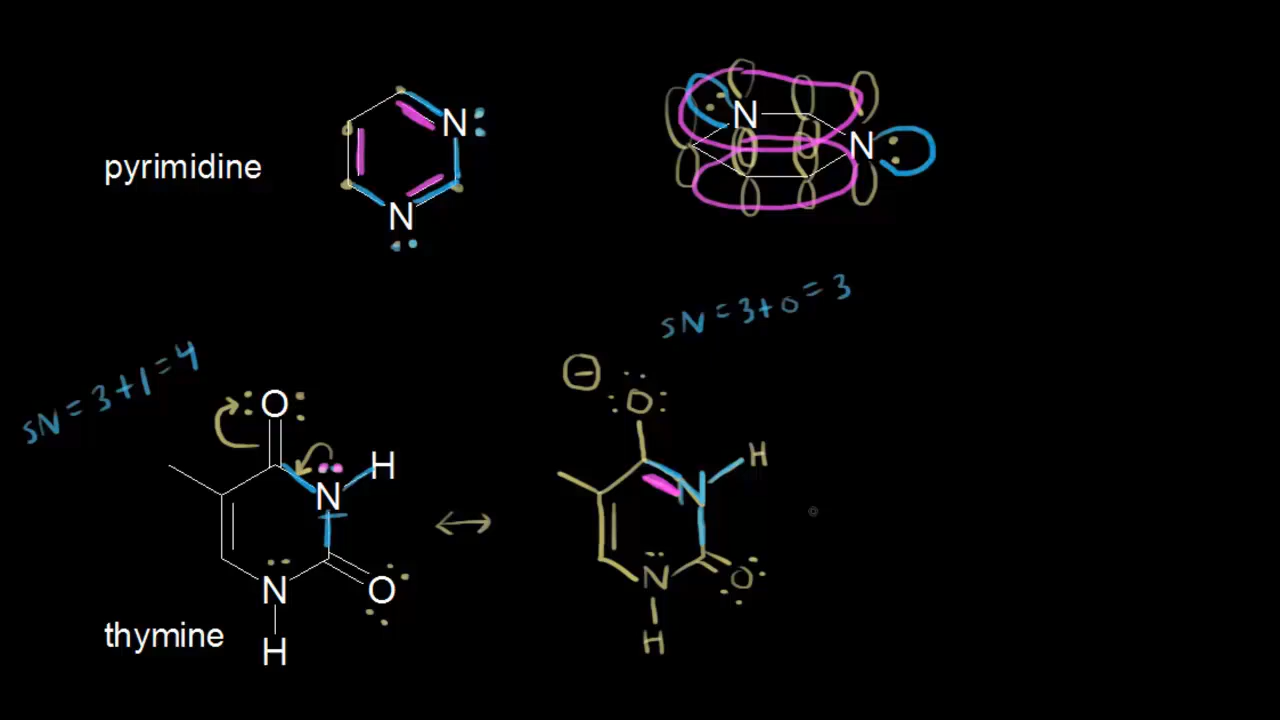 N
N
pyrimidine
N
N
SN = 3 + 0 = 3
SN = 3 + 1 = 4
O
H
N
O
N
H
thymine
O
H
N
O
N
H